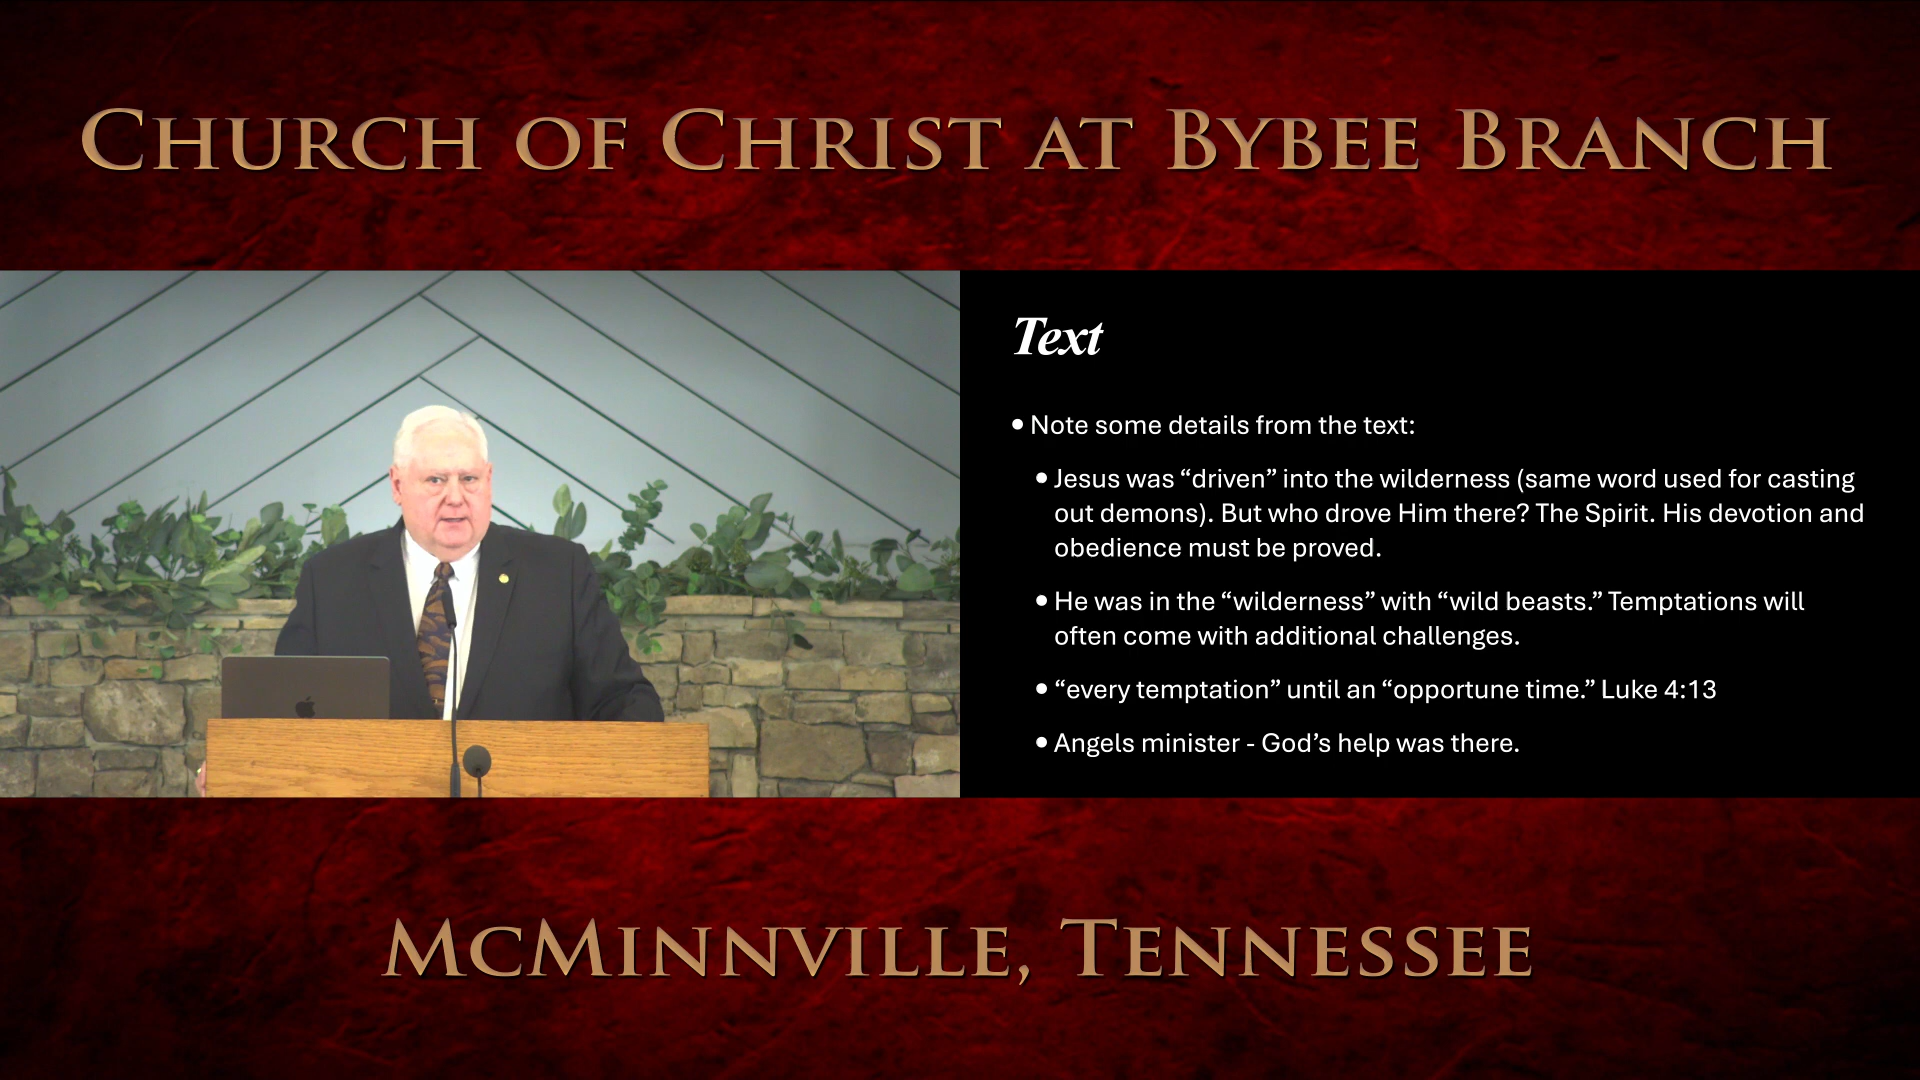 Church of Christ at Bybee Branch
Text
• Note some details from the text:
• Jesus was “driven” into the wilderness (same word used for casting
out demons). But who drove Him there? The Spirit. His devotion and
obedience must be proved.
• He was in the “wilderness” with “wild beasts.” Temptations will
often come with additional challenges.
• “every temptation” until an “opportune time.” Luke 4:13
• Angels minister - God’s help was there.
McMinnville, Tennessee